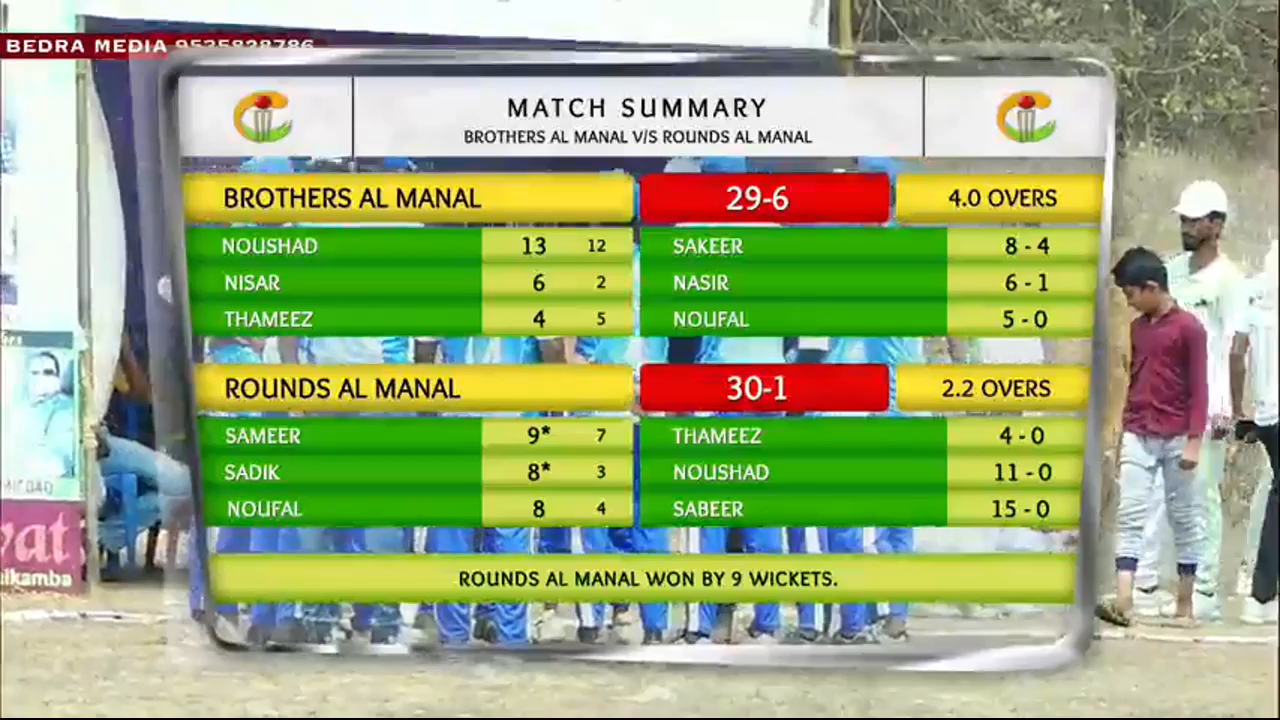 BEDRA MEDIA 9535828786
MATCH SUMMARY
BROTHERS AL MANAL V/S ROUNDS AL MANAL
BROTHERS AL MANAL 29-6 4.0 OVERS
NOUSHAD 13 12 SAKEER 8 - 4
NISAR 6 2 NASIR 6 - 1
THAMEEZ 4 5 NOUFAL 5 - 0
ROUNDS AL MANAL 30-1 2.2 OVERS
SAMEER 9* 7 THAMEEZ 4 - 0
SADIK 8* 3 NOUSHAD 11 - 0
NOUFAL 8 4 SABEER 15 - 0
ROUNDS AL MANAL WON BY 9 WICKETS.